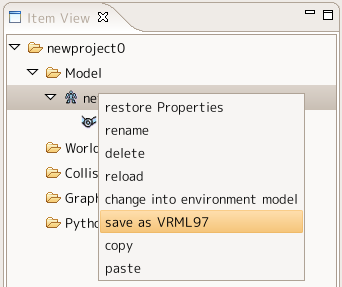 Item View
newproject0
Model
ne
restore Properties
rename
delete
reload
change into environment model
save as VRML97
copy
paste
World
Collis
Graph
Pytho